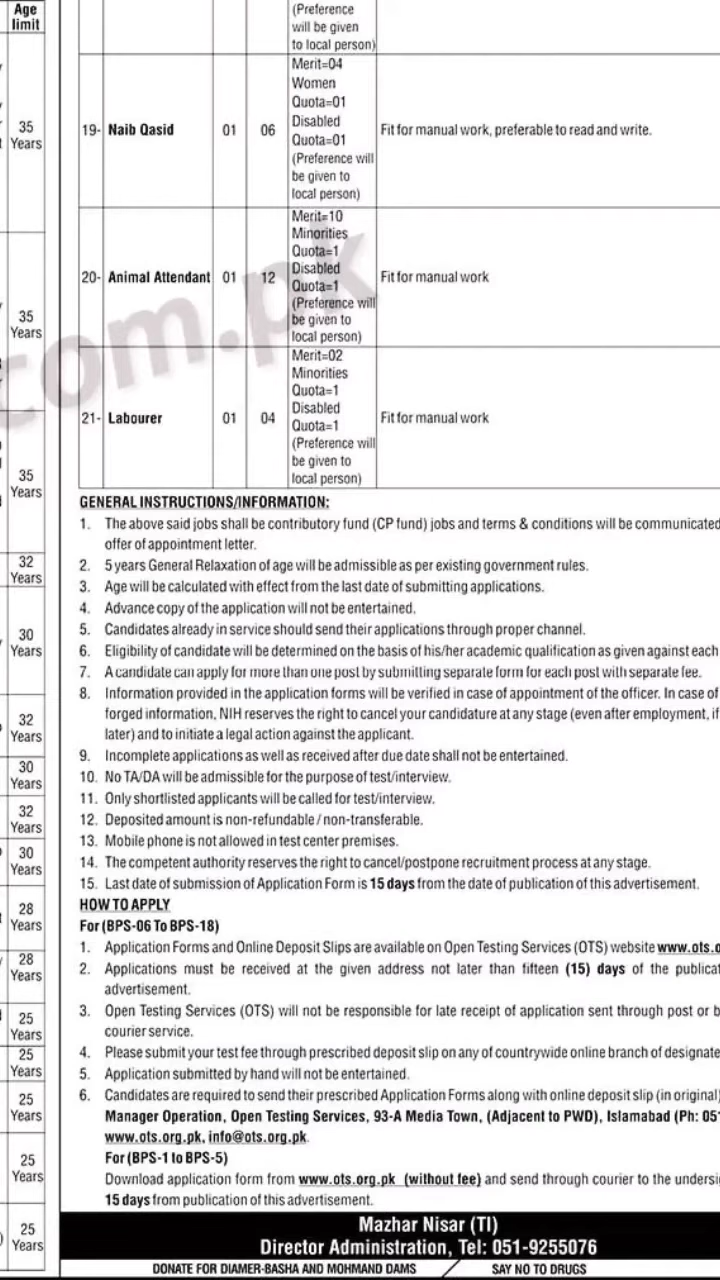 Age
limit
35
Years
35
Years
35
Years
32
Years
30
Years
32
Years
30
Years
32
Years
30
Years
28
Years
28
Years
25
Years
25
Years
25
Years
25
Years
25
Years
(Preference
will be given
to local person)
19- Naib Qasid 01 06 Merit=04
Women
Quota=01
Disabled
Quota=01
(Preference will
be given to
local person) Fit for manual work, preferable to read and write.
20- Animal Attendant 01 12 Merit=10
Minorities
Quota=1
Disabled
Quota=1
(Preference will
be given to
local person) Fit for manual work
21- Labourer 01 04 Merit=02
Minorities
Quota=1
Disabled
Quota=1
(Preference will
be given to
local person) Fit for manual work
com.pk
GENERAL INSTRUCTIONS/INFORMATION:
1. The above said jobs shall be contributory fund (CP fund) jobs and terms & conditions will be communicated
offer of appointment letter.
2. 5 years General Relaxation of age will be admissible as per existing government rules.
3. Age will be calculated with effect from the last date of submitting applications.
4. Advance copy of the application will not be entertained.
5. Candidates already in service should send their applications through proper channel.
6. Eligibility of candidate will be determined on the basis of his/her academic qualification as given against each
7. A candidate can apply for more than one post by submitting separate form for each post with separate fee.
8. Information provided in the application forms will be verified in case of appointment of the officer. In case of
forged information, NIH reserves the right to cancel your candidature at any stage (even after employment, if
later) and to initiate a legal action against the applicant.
9. Incomplete applications as well as received after due date shall not be entertained.
10. No TA/DA will be admissible for the purpose of test/interview.
11. Only shortlisted applicants will be called for test/interview.
12. Deposited amount is non-refundable / non-transferable.
13. Mobile phone is not allowed in test center premises.
14. The competent authority reserves the right to cancel/postpone recruitment process at any stage.
15. Last date of submission of Application Form is 15 days from the date of publication of this advertisement.
HOW TO APPLY
For (BPS-06 To BPS-18)
1. Application Forms and Online Deposit Slips are available on Open Testing Services (OTS) website www.ots.o
2. Applications must be received at the given address not later than fifteen (15) days of the publicat
advertisement.
3. Open Testing Services (OTS) will not be responsible for late receipt of application sent through post or b
courier service.
4. Please submit your test fee through prescribed deposit slip on any of countrywide online branch of designate
5. Application submitted by hand will not be entertained.
6. Candidates are required to send their prescribed Application Forms along with online deposit slip (in original)
Manager Operation, Open Testing Services, 93-A Media Town, (Adjacent to PWD), Islamabad (Ph: 051
www.ots.org.pk, info@ots.org.pk.
For (BPS-1 to BPS-5)
Download application form from www.ots.org.pk (without fee) and send through courier to the undersig
15 days from publication of this advertisement.
Mazhar Nisar (TI)
Director Administration, Tel: 051-9255076
DONATE FOR DIAMER-BASHA AND MOHMAND DAMS SAY NO TO DRUGS